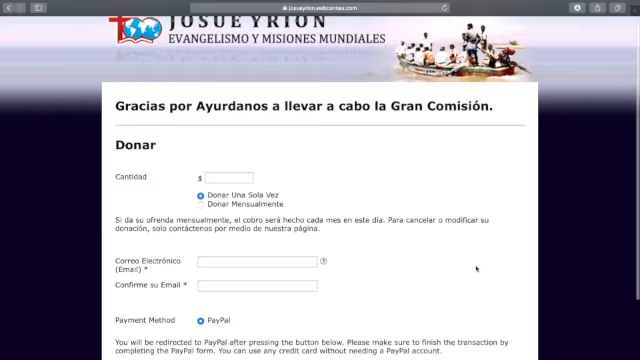 josueyrion.webconnex.com
JOSUE YRION
EVANGELISMO Y MISIONES MUNDIALES
Gracias por Ayurdanos a llevar a cabo la Gran Comisión.
Donar
Cantidad
$
Donar Una Sola Vez
Donar Mensualmente
Si da su ofrenda mensualmente, el cobro será hecho cada mes en este día. Para cancelar o modificar su
donación, solo contáctenos por medio de nuestra página.
Correo Electrónico
(Email) *
Confirme su Email *
Payment Method
PayPal
You will be redirected to PayPal after pressing the button below. Please make sure to finish the transaction by
completing the PayPal form. You can use any credit card without needing a PayPal account.